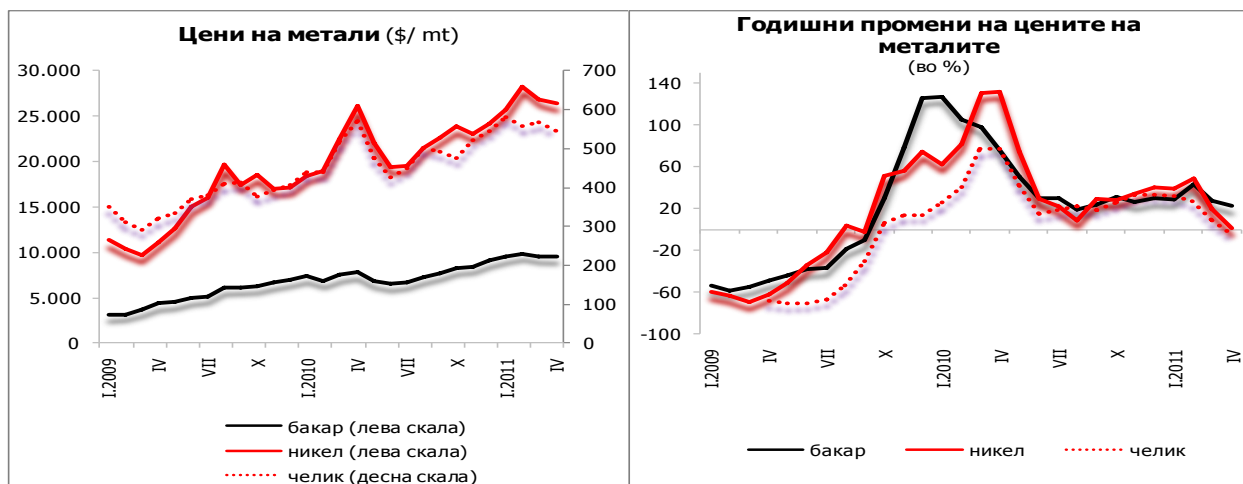 Цени на метали ($/ mt)
30.000
25.000
20.000
15.000
10.000
5.000
0
700
600
500
400
300
200
100
0
I.2009
IV
VII
X
I.2010
IV
VII
X
I.2011
IV
бакар (лева скала)
никел (лева скала)
челик (десна скала)
Годишни промени на цените на
металите
(во %)
140
100
60
20
-20
-60
-100
I.2009
IV
VII
X
I.2010
IV
VII
X
I.2011
IV
бакар
никел
челик